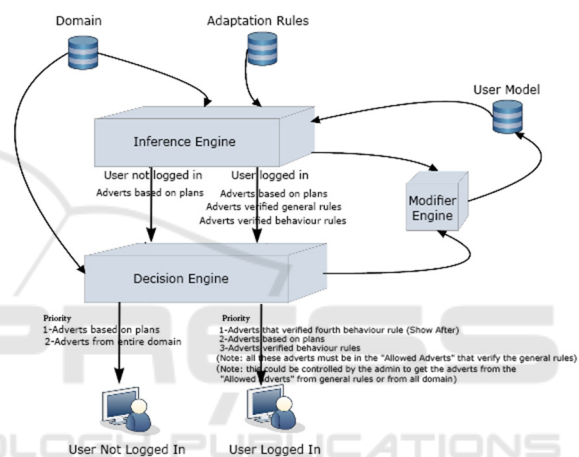 Domain
Adaptation Rules
User Model
Inference Engine
User not logged in
User logged in
Adverts based on plans
Adverts based on plans
Adverts verified general rules
Adverts verified behaviour rules
Modifier
Engine
Decision Engine
Priority
1-Adverts based on plans
2-Adverts from entire domain
Priority
1-Adverts that verified fourth behaviour rule (Show After)
2-Adverts based on plans
3-Adverts verified behaviour rules
(Note: all these adverts must be in the "Allowed Adverts" that verify the general rules)
(Note: this could be controlled by the admin to get the adverts from the
"Allowed Adverts" from general rules or from all domain)
User Not Logged In
User Logged In
PRESS
OLOGY PUBLICATIONS